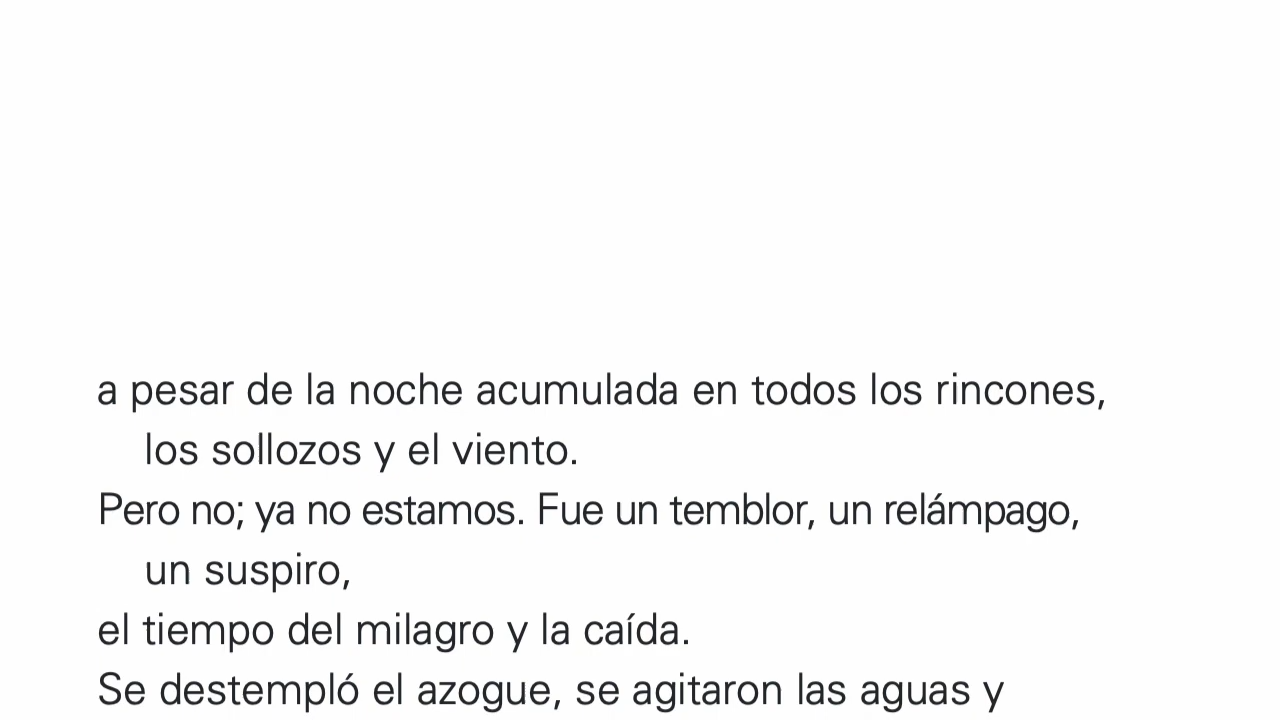 a pesar de la noche acumulada en todos los rincones,
los sollozos y el viento.
Pero no; ya no estamos. Fue un temblor, un relámpago,
un suspiro,
el tiempo del milagro y la caída.
Se destempló el azogue, se agitaron las aguas y